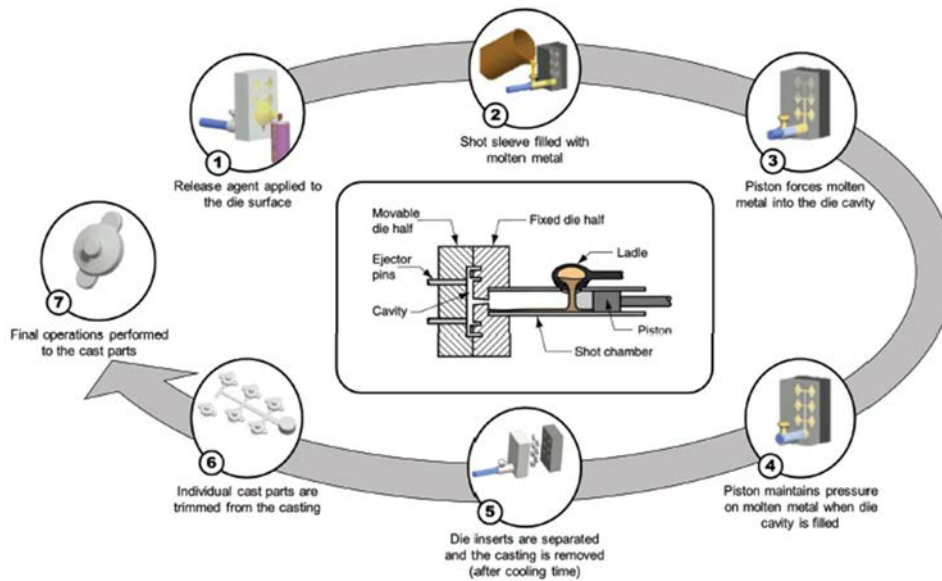 1
Release agent applied to
the die surface
2
Shot sleeve filled with
molten metal
3
Piston forces molten
metal into the die cavity
Movable
die half
Fixed die half
Ladle
Ejector
pins
Cavity
Piston
Shot chamber
4
Piston maintains pressure
on molten metal when die
cavity is filled
5
Die inserts are separated
and the casting is removed
(after cooling time)
6
Individual cast parts are
trimmed from the casting
7
Final operations performed
to the cast parts